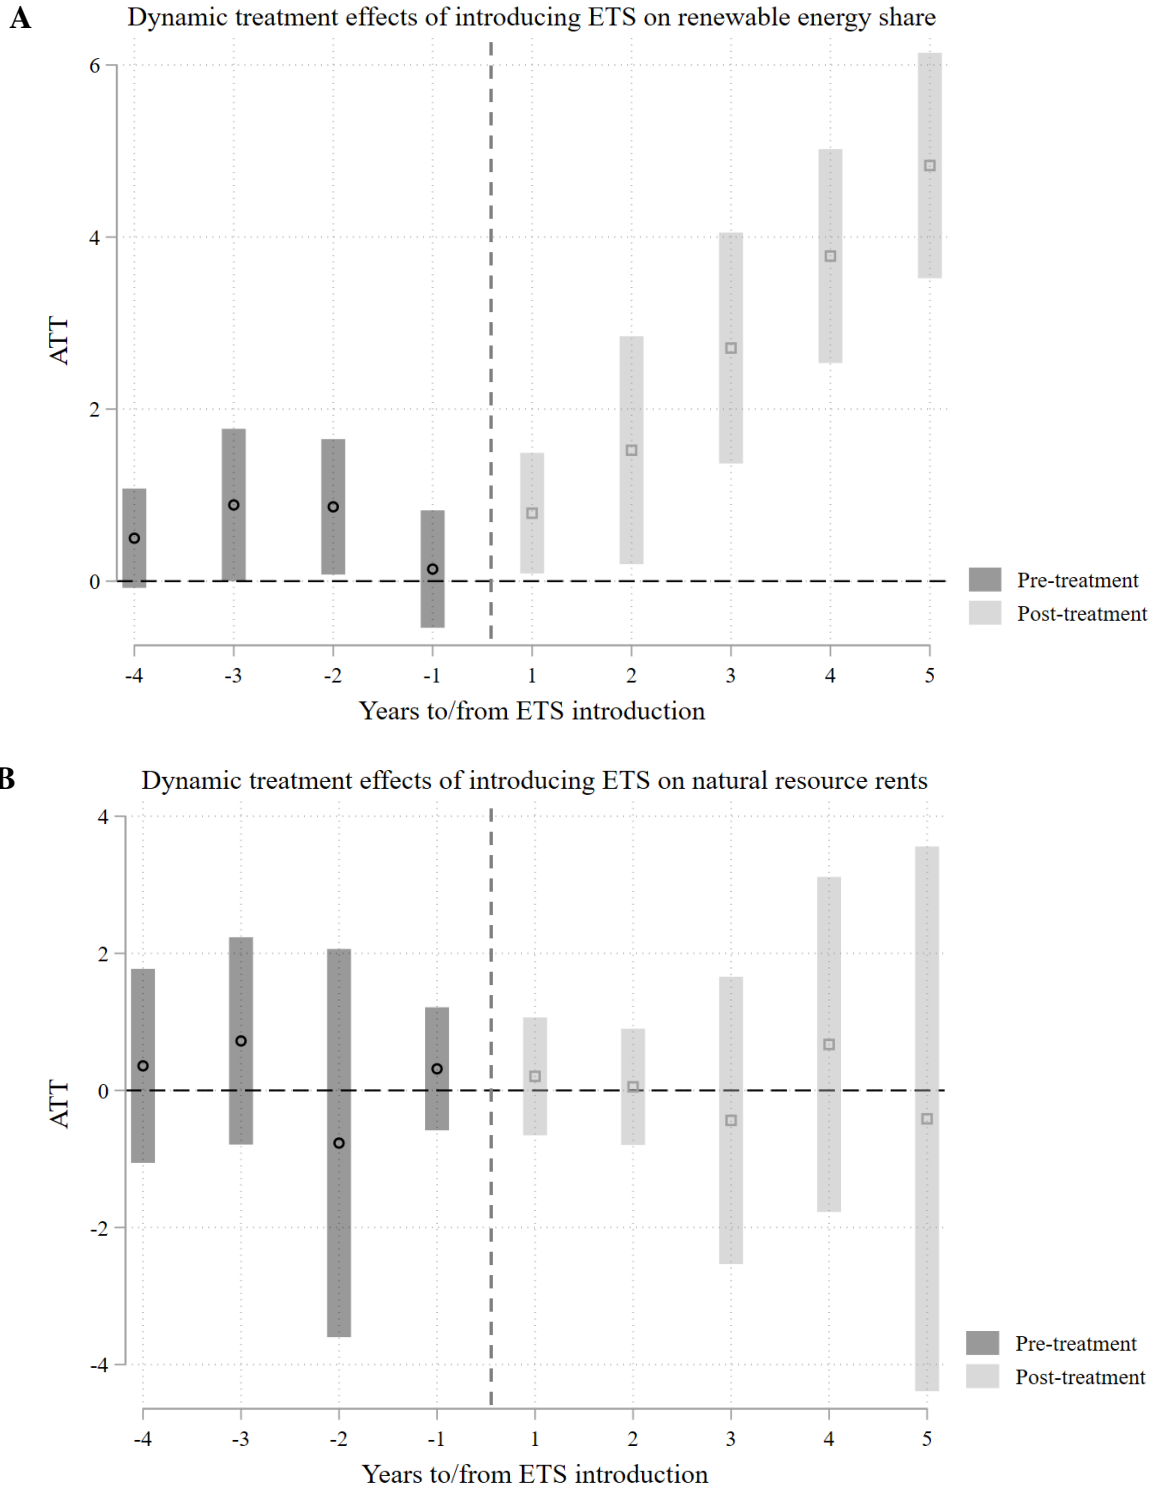 A
Dynamic treatment effects of introducing ETS on renewable energy share
6
4
2
0
ATT
-4 -3 -2 -1 1 2 3 4 5
Years to/from ETS introduction
Pre-treatment
Post-treatment
B
Dynamic treatment effects of introducing ETS on natural resource rents
4
2
0
-2
-4
ATT
-4 -3 -2 -1 1 2 3 4 5
Years to/from ETS introduction
Pre-treatment
Post-treatment